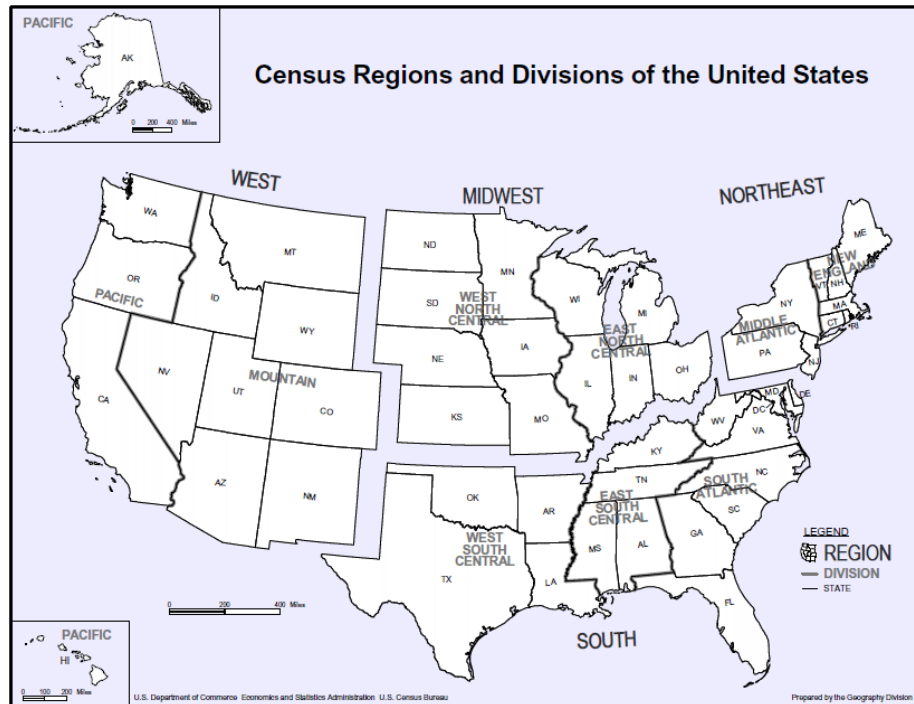 PACIFIC
AK
0 200 400 Miles
Census Regions and Divisions of the United States
WEST
MIDWEST
NORTHEAST
WA
MT
OR
ID
PACIFIC
WY
NV
UT
MOUNTAIN
CO
CA
AZ
NM
ND
MN
SD
WEST
NORTH
CENTRAL
NE
IA
KS
MO
WI
MI
EAST
NORTH
CENTRAL
IL
IN
OH
ME
NEW
ENGLAND
VT
NH
NY
MA
CT
RI
MIDDLE
ATLANTIC
PA
NJ
MD
DE
DC
WV
VA
KY
NC
TN
SOUTH
ATLANTIC
SC
EAST
SOUTH
CENTRAL
OK
AR
MS
AL
GA
WEST
SOUTH
CENTRAL
TX
LA
FL
SOUTH
LEGEND
REGION
DIVISION
STATE
0 200 400 Miles
PACIFIC
HI
0 100 200 Miles
U.S. Department of Commerce Economics and Statistics Administration U.S. Census Bureau
Prepared by the Geography Division